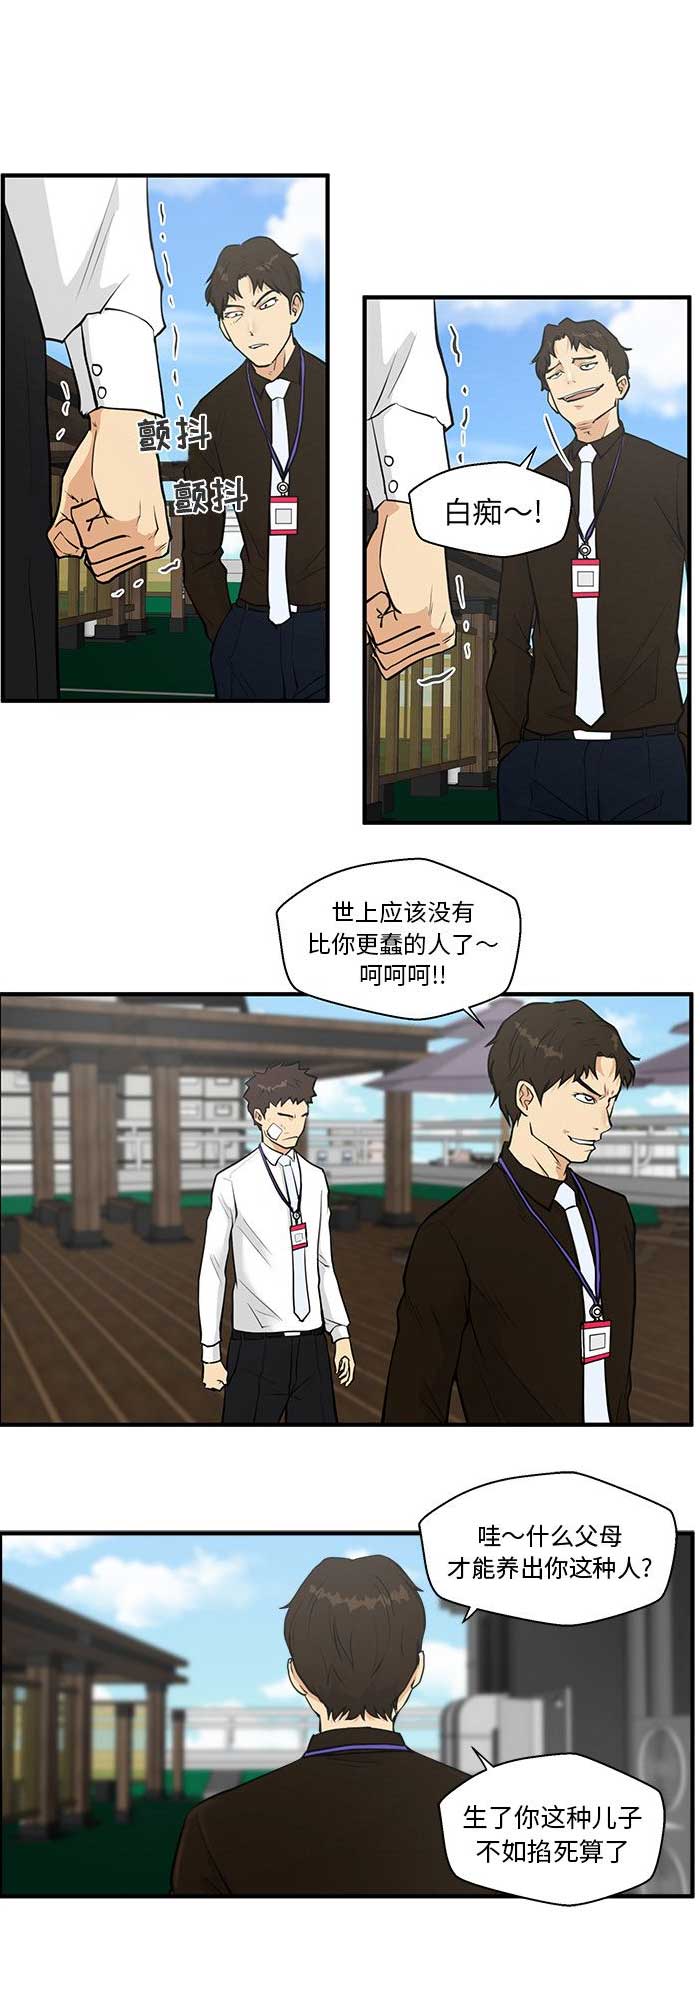 颤抖
颤抖
白痴～!
世上应该没有
比你更蠢的人了～
呵呵呵!!
哇～什么父母
才能养出你这种人?
生了你这种儿子
不如掐死算了